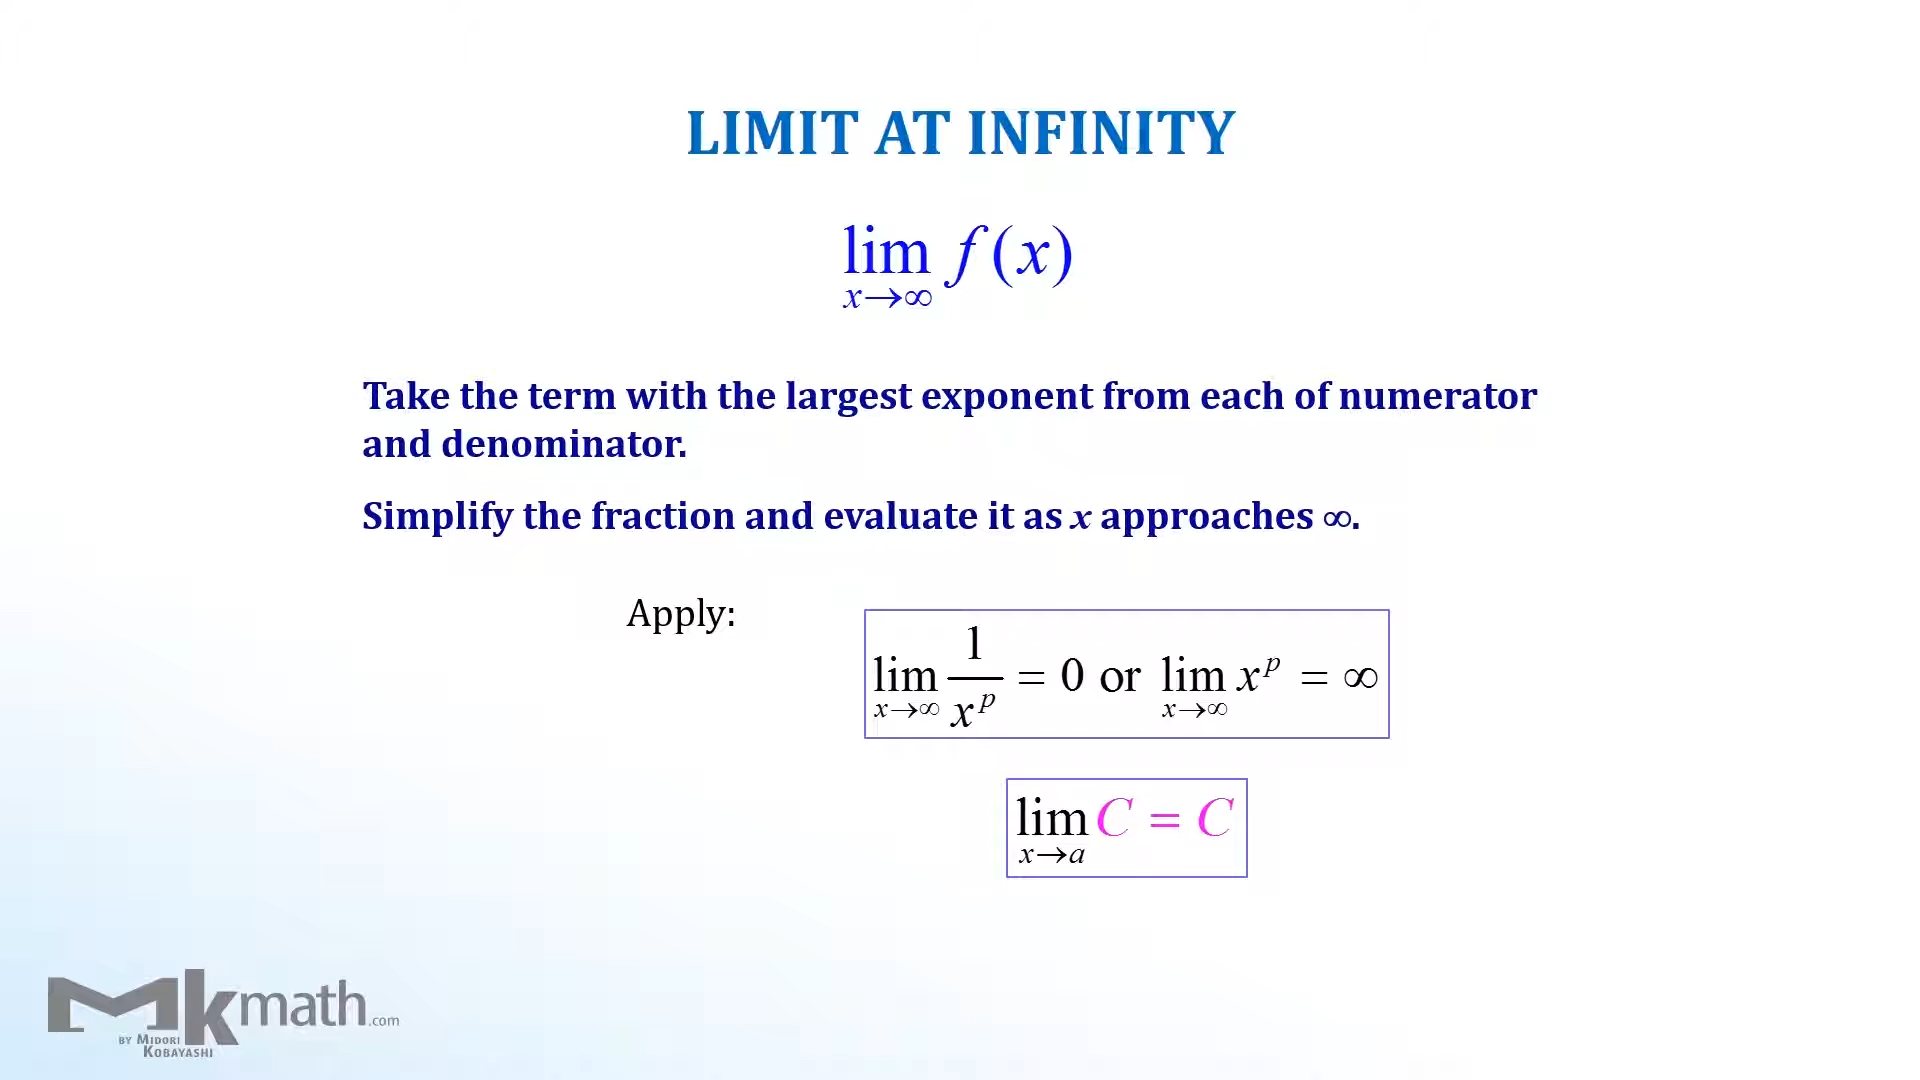 LIMIT AT INFINITY
lim f(x)
x→∞
Take the term with the largest exponent from each of numerator
and denominator.
Simplify the fraction and evaluate it as x approaches ∞.
Apply:
lim x→∞ 1/x^p = 0 or lim x→∞ x^p = ∞
lim x→a C = C
Mkmath.com
BY MIDORI
KOBAYASHI